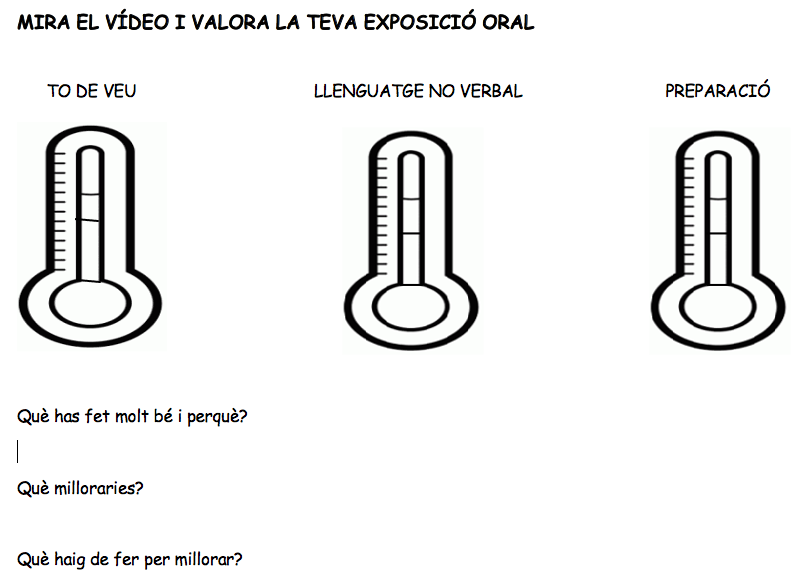 MIRA EL VÍDEO I VALORA LA TEVA EXPOSICIÓ ORAL
TO DE VEU LLENGUATGE NO VERBAL PREPARACIÓ
Què has fet molt bé i perquè?
Què milloraries?
Què haig de fer per millorar?